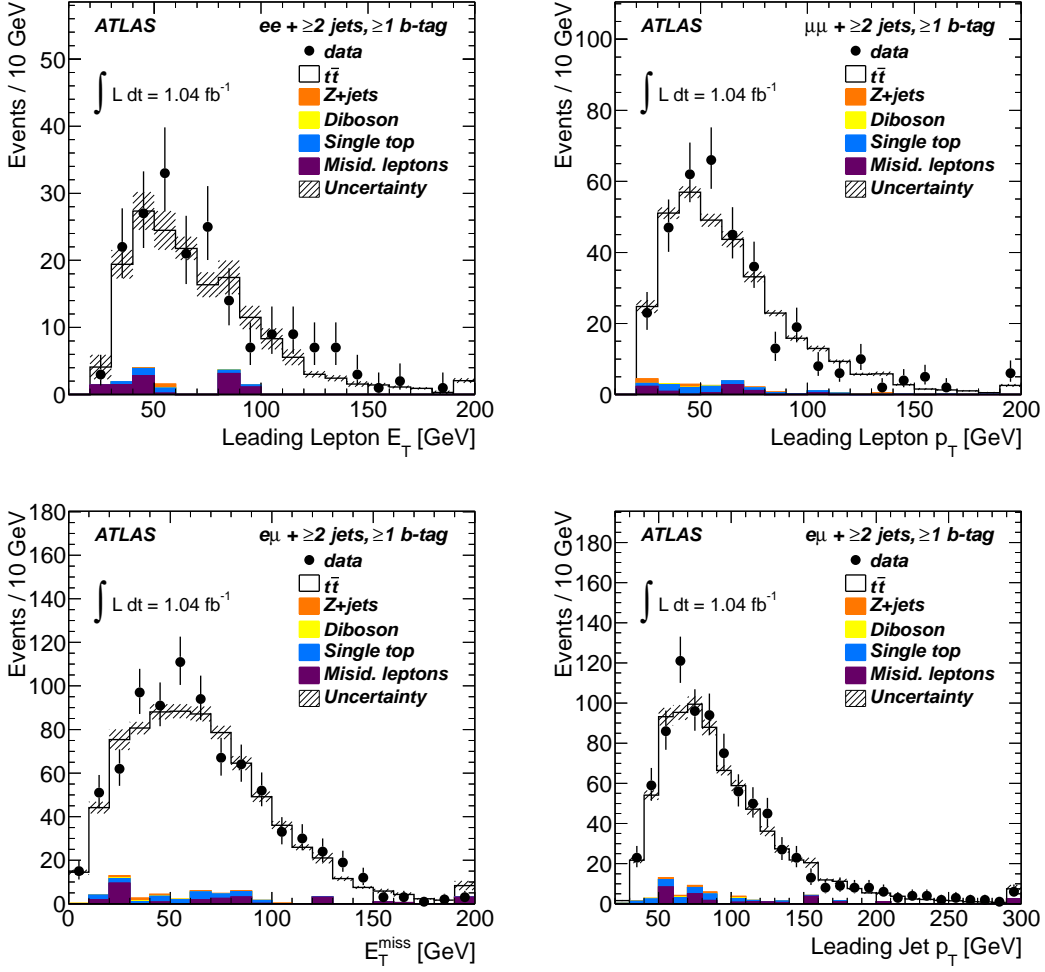 ATLAS ee + ≥2 jets, ≥1 b-tag
∫ L dt = 1.04 fb⁻¹
data
tt̄
Z+jets
Diboson
Single top
Misid. leptons
Uncertainty
Events / 10 GeV
0 10 20 30 40 50
50 100 150 200
Leading Lepton E_T [GeV]
ATLAS μμ + ≥2 jets, ≥1 b-tag
∫ L dt = 1.04 fb⁻¹
data
tt̄
Z+jets
Diboson
Single top
Misid. leptons
Uncertainty
Events / 10 GeV
0 20 40 60 80 100
50 100 150 200
Leading Lepton p_T [GeV]
ATLAS eμ + ≥2 jets, ≥1 b-tag
∫ L dt = 1.04 fb⁻¹
data
tt̄
Z+jets
Diboson
Single top
Misid. leptons
Uncertainty
Events / 10 GeV
0 20 40 60 80 100 120 140 160 180
0 50 100 150 200
E_T^miss [GeV]
ATLAS eμ + ≥2 jets, ≥1 b-tag
∫ L dt = 1.04 fb⁻¹
data
tt̄
Z+jets
Diboson
Single top
Misid. leptons
Uncertainty
Events / 10 GeV
0 20 40 60 80 100 120 140 160 180
50 100 150 200 250 300
Leading Jet p_T [GeV]